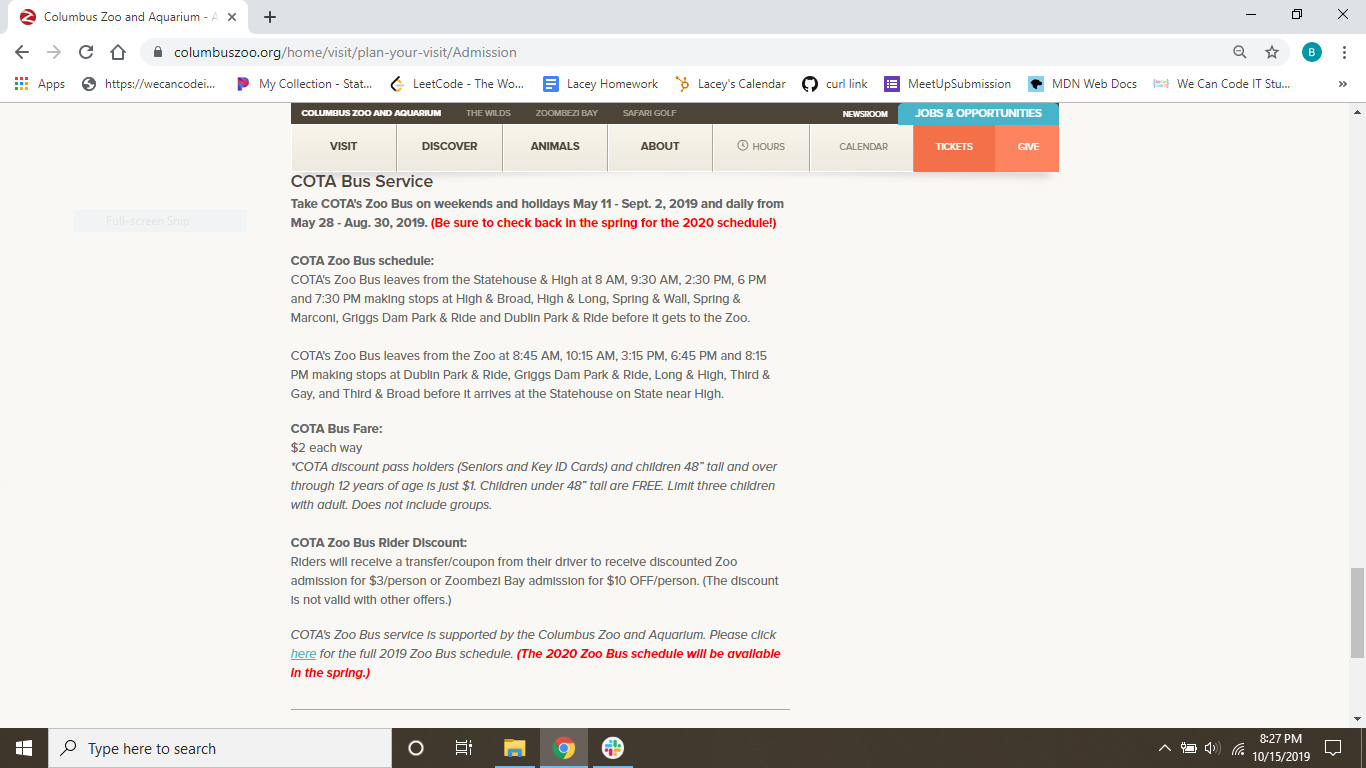 Columbus Zoo and Aquarium - A
columbuszoo.org/home/visit/plan-your-visit/Admission
B
Apps
https://wecancodei...
My Collection - Stat...
LeetCode - The Wo...
Lacey Homework
Lacey's Calendar
curl link
MeetUpSubmission
MDN Web Docs
We Can Code IT Stu...
»
COLUMBUS ZOO AND AQUARIUM THE WILDS ZOOMBEZI BAY SAFARI GOLF NEWSROOM JOBS & OPPORTUNITIES
VISIT DISCOVER ANIMALS ABOUT HOURS CALENDAR TICKETS GIVE
COTA Bus Service
Take COTA's Zoo Bus on weekends and holidays May 11 - Sept. 2, 2019 and daily from
May 28 - Aug. 30, 2019. (Be sure to check back in the spring for the 2020 schedule!)
Full-screen Snip
COTA Zoo Bus schedule:
COTA's Zoo Bus leaves from the Statehouse & High at 8 AM, 9:30 AM, 2:30 PM, 6 PM
and 7:30 PM making stops at High & Broad, High & Long, Spring & Wall, Spring &
Marconi, Griggs Dam Park & Ride and Dublin Park & Ride before it gets to the Zoo.
COTA's Zoo Bus leaves from the Zoo at 8:45 AM, 10:15 AM, 3:15 PM, 6:45 PM and 8:15
PM making stops at Dublin Park & Ride, Griggs Dam Park & Ride, Long & High, Third &
Gay, and Third & Broad before it arrives at the Statehouse on State near High.
COTA Bus Fare:
$2 each way
*COTA discount pass holders (Seniors and Key ID Cards) and children 48” tall and over
through 12 years of age is just $1. Children under 48” tall are FREE. Limit three children
with adult. Does not include groups.
COTA Zoo Bus Rider Discount:
Riders will receive a transfer/coupon from their driver to receive discounted Zoo
admission for $3/person or Zoombezi Bay admission for $10 OFF/person. (The discount
is not valid with other offers.)
COTA's Zoo Bus service is supported by the Columbus Zoo and Aquarium. Please click
here for the full 2019 Zoo Bus schedule. (The 2020 Zoo Bus schedule will be available
in the spring.)
Type here to search
8:27 PM
10/15/2019